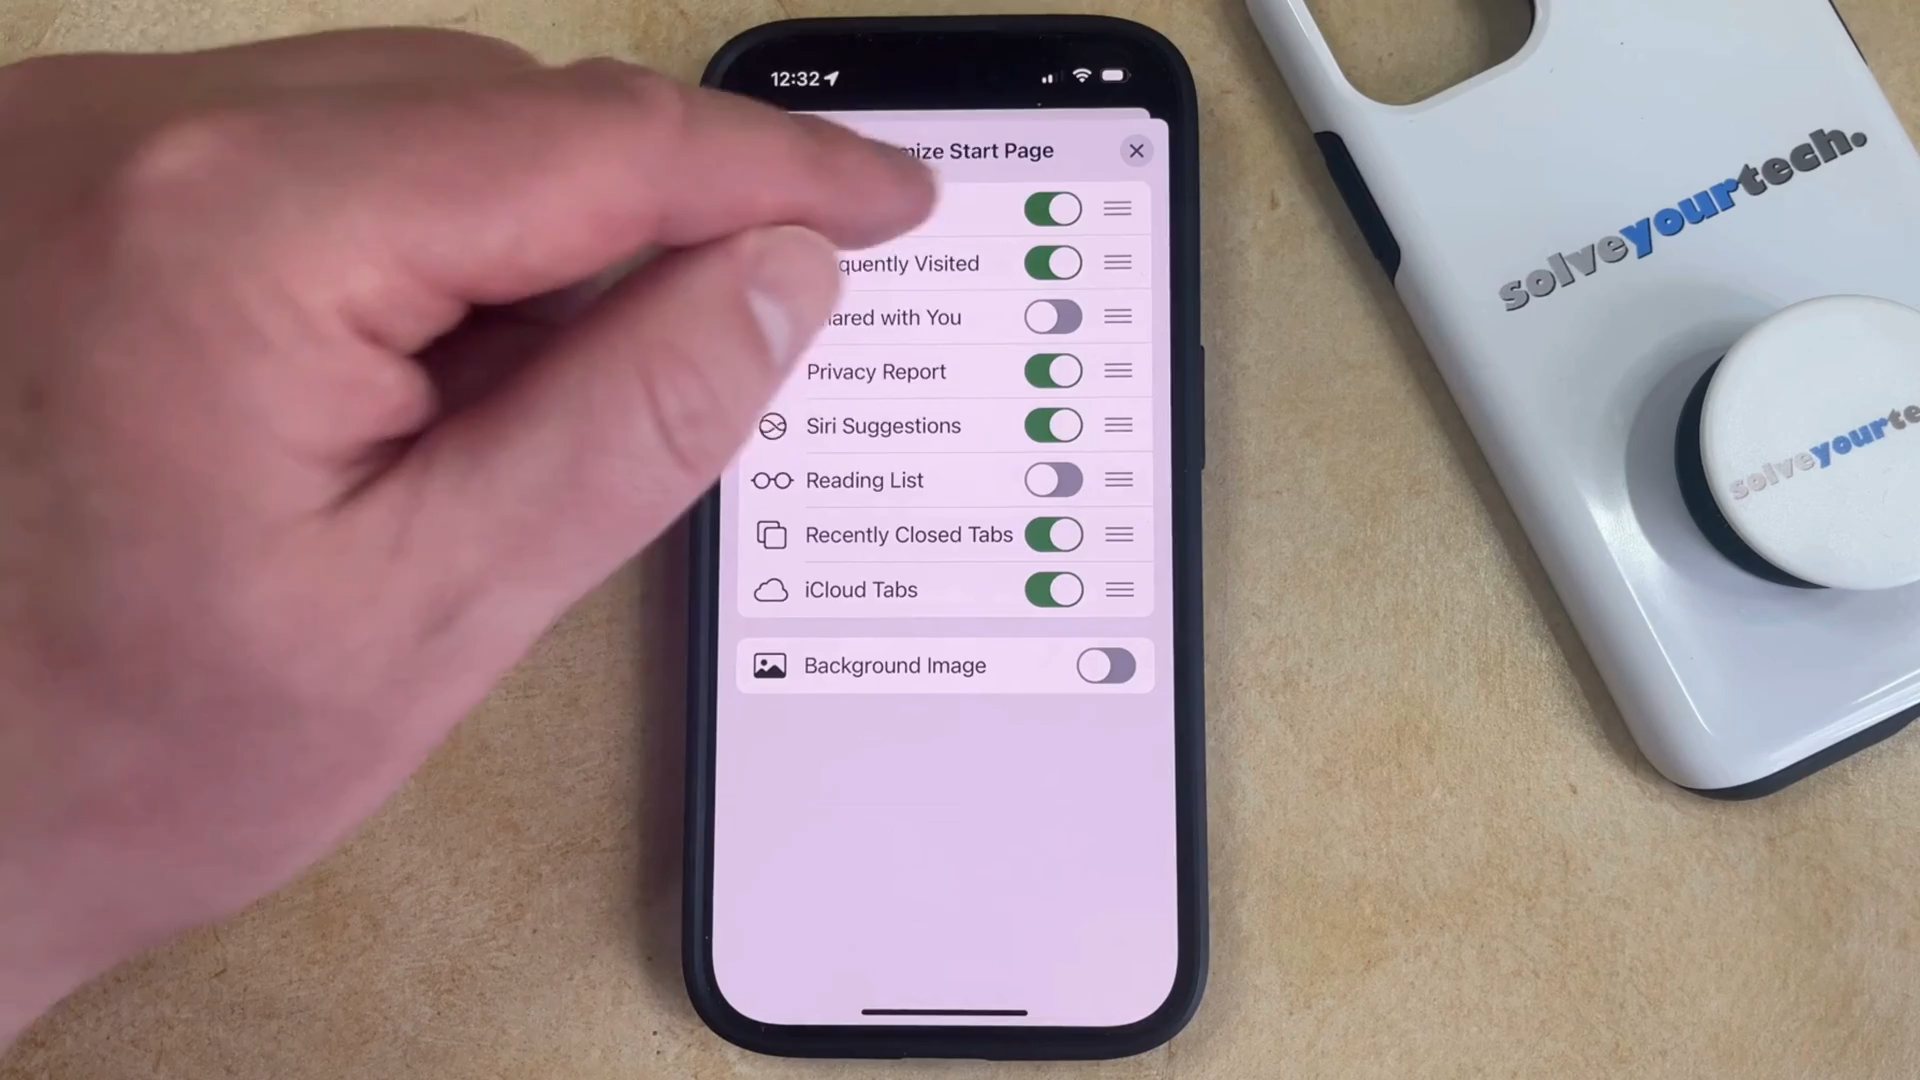 12:32
mize Start Page
quently Visited
hared with You
Privacy Report
Siri Suggestions
Reading List
Recently Closed Tabs
iCloud Tabs
Background Image
solveyourtech.
solveyourte